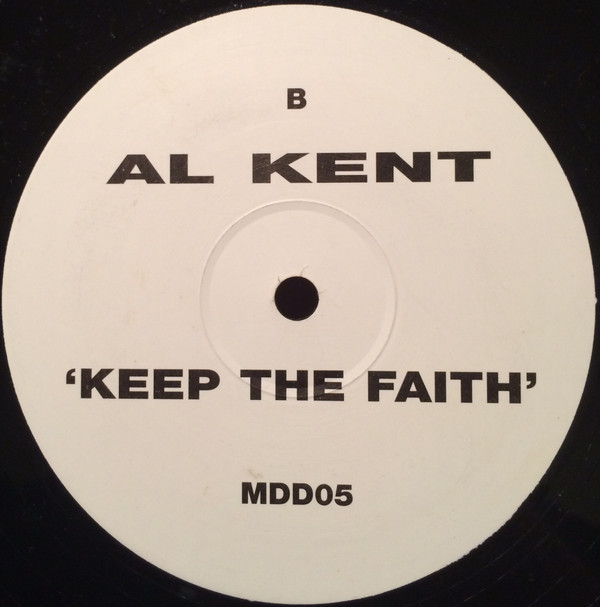 B
AL KENT
‘KEEP THE FAITH’
MDD05